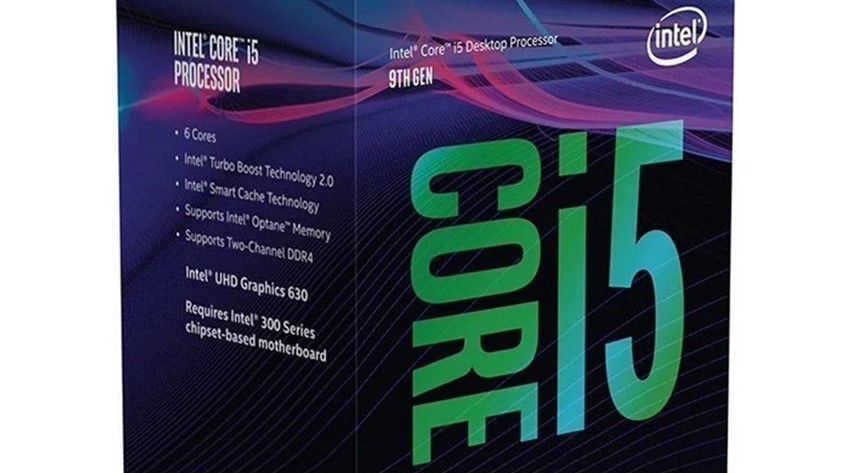 INTEL® CORE™ i5
PROCESSOR
• 6 Cores
• Intel® Turbo Boost Technology 2.0
• Intel® Smart Cache Technology
• Supports Intel® Optane™ Memory
• Supports Two-Channel DDR4
Intel® UHD Graphics 630
Requires Intel® 300 Series
chipset-based motherboard
Intel® Core™ i5 Desktop Processor
9TH GEN
intel
CORE i5